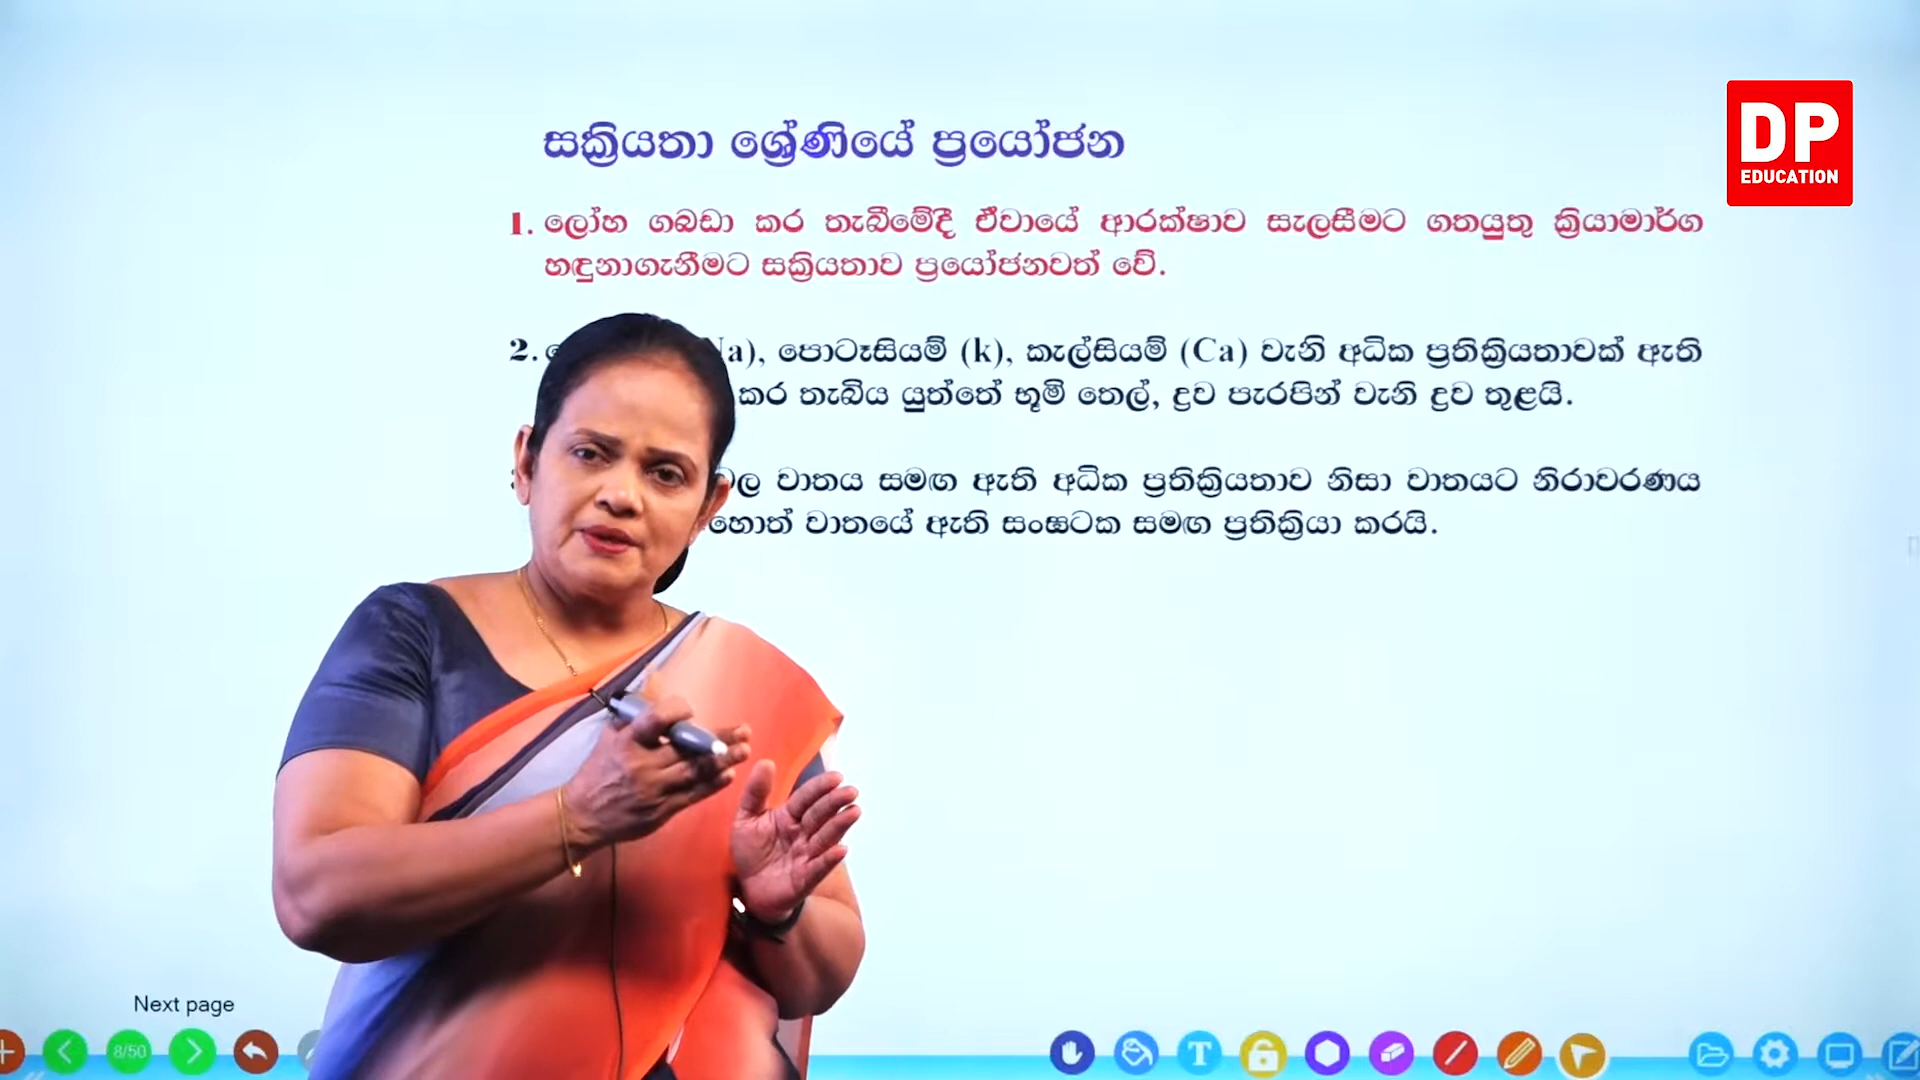 DP
EDUCATION
සක්‍රියතා ශ්‍රේණියේ ප්‍රයෝජන
1. ලෝහ ගබඩා කර තැබීමේදී ඒවායේ ආරක්ෂාව සැලසීමට ගතයුතු ක්‍රියාමාර්ග
හඳුනාගැනීමට සක්‍රියතාව ප්‍රයෝජනවත් වේ.
2. පොටෑසියම් (k), කැල්සියම් (Ca) වැනි අධික ප්‍රතික්‍රියතාවක් ඇති
කර තැබිය යුත්තේ භූමි තෙල්, ද්‍රව පැරපින් වැනි ද්‍රව තුළයි.
වාතය සමඟ ඇති අධික ප්‍රතික්‍රියතාව නිසා වාතයට නිරාවරණය
වාතයේ ඇති සංඝටක සමඟ ප්‍රතික්‍රියා කරයි.
Next page
8/50
T